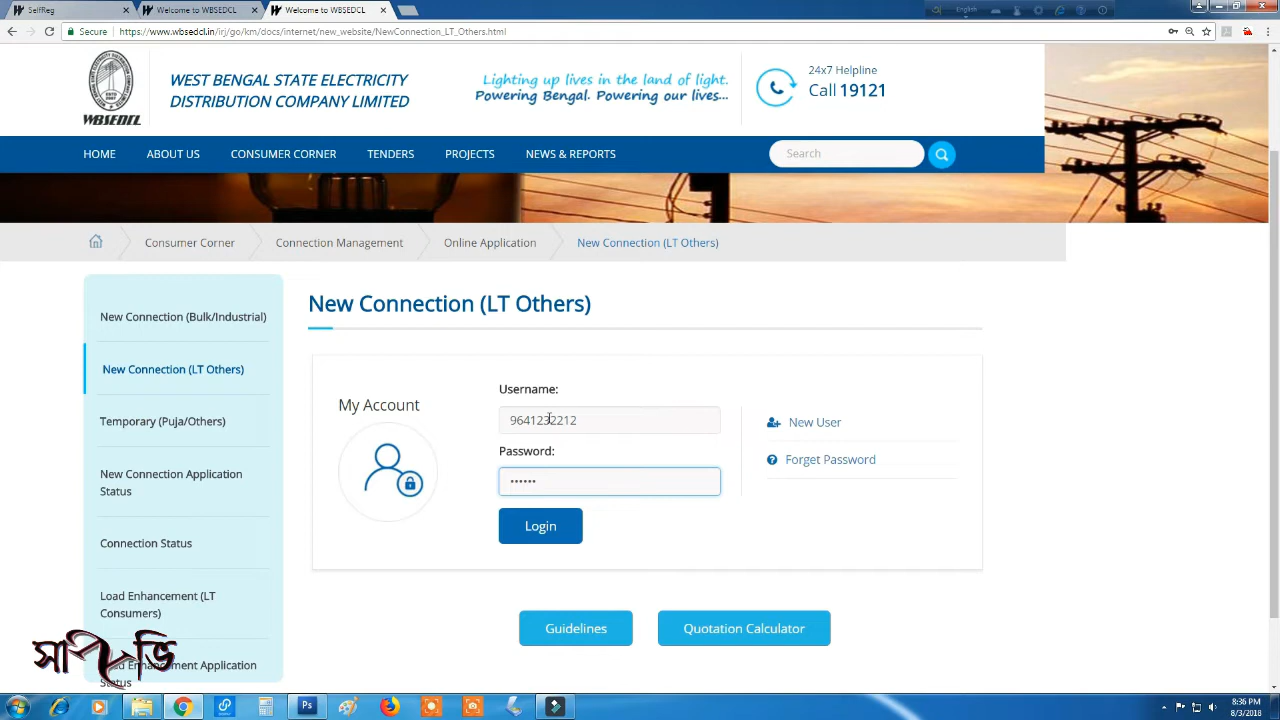 SelfReg
Welcome to WBSEDCL
Welcome to WBSEDCL
English
Secure
https://www.wbsedcl.in/irj/go/km/docs/internet/new_website/NewConnection_LT_Others.html
WBSEDCL
WEST BENGAL STATE ELECTRICITY
DISTRIBUTION COMPANY LIMITED
Lighting up lives in the land of light.
Powering Bengal. Powering our lives...
24x7 Helpline
Call 19121
HOME
ABOUT US
CONSUMER CORNER
TENDERS
PROJECTS
NEWS & REPORTS
Search
Consumer Corner
Connection Management
Online Application
New Connection (LT Others)
New Connection (Bulk/Industrial)
New Connection (LT Others)
Temporary (Puja/Others)
New Connection Application
Status
Connection Status
Load Enhancement (LT
Consumers)
Enhancement Application
Status
New Connection (LT Others)
My Account
Username:
9641232212
Password:
••••••
Login
New User
Forget Password
Guidelines
Quotation Calculator
Ps
8:36 PM
8/3/2018